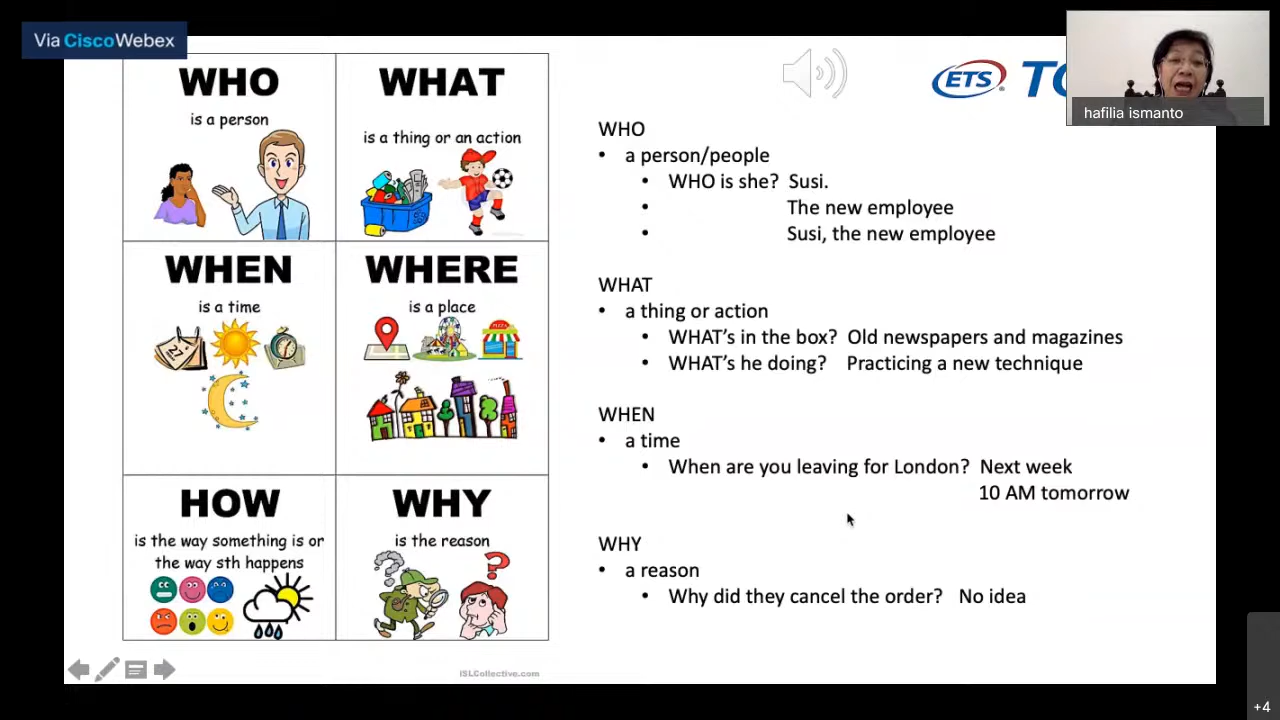 Via CiscoWebex
WHO
is a person
WHAT
is a thing or an action
WHEN
is a time
27
WHERE
is a place
PIZZA
HOW
is the way something is or
the way sth happens
WHY
is the reason
iSLCollective.com
ETS
hafilia ismanto
WHO
• a person/people
• WHO is she? Susi.
• The new employee
• Susi, the new employee
WHAT
• a thing or action
• WHAT's in the box? Old newspapers and magazines
• WHAT's he doing? Practicing a new technique
WHEN
• a time
• When are you leaving for London? Next week
10 AM tomorrow
WHY
• a reason
• Why did they cancel the order? No idea
+4